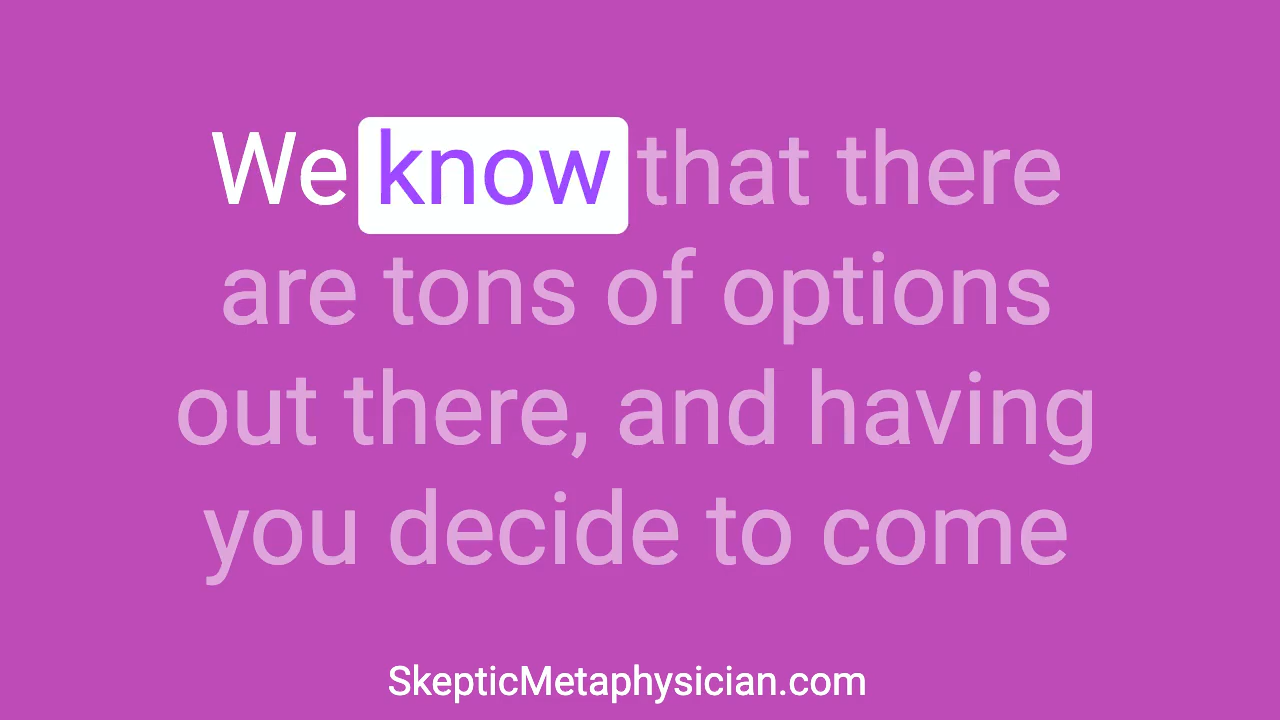 We know that there
are tons of options
out there, and having
you decide to come
SkepticMetaphysician.com